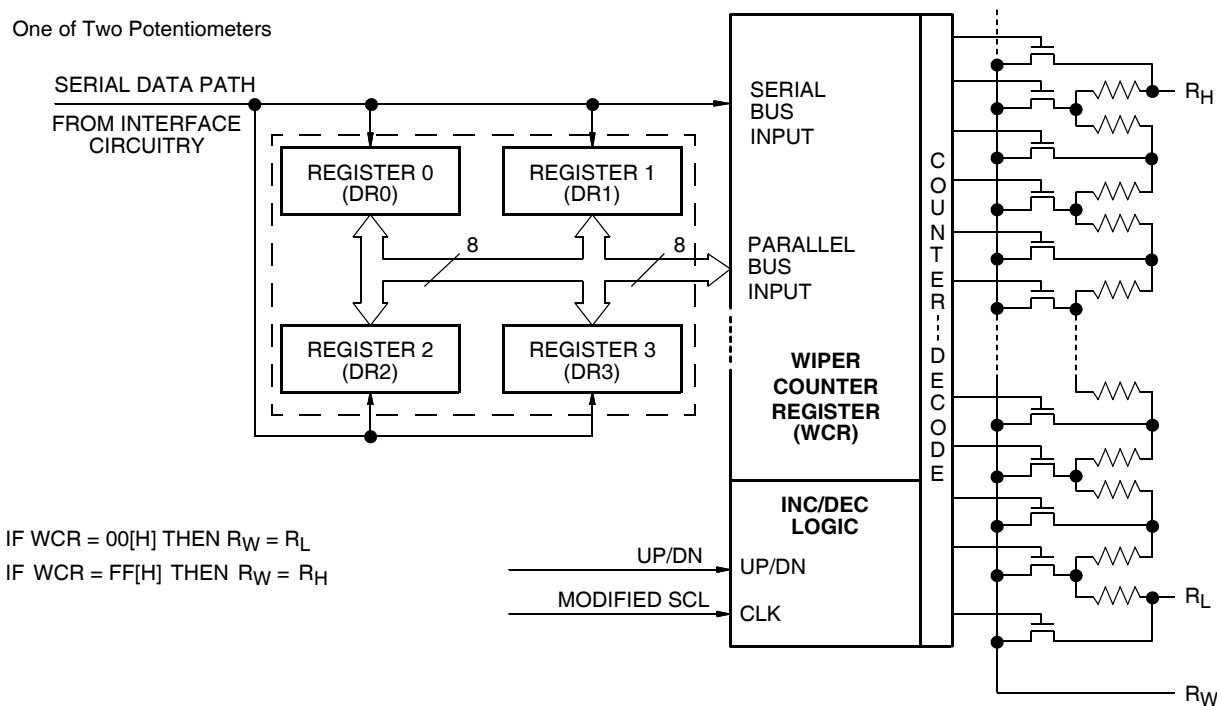 One of Two Potentiometers
SERIAL DATA PATH
FROM INTERFACE
CIRCUITRY
REGISTER 0
(DR0)
REGISTER 1
(DR1)
8
8
REGISTER 2
(DR2)
REGISTER 3
(DR3)
SERIAL
BUS
INPUT
PARALLEL
BUS
INPUT
WIPER
COUNTER
REGISTER
(WCR)
INC/DEC
LOGIC
UP/DN
UP/DN
MODIFIED SCL
CLK
COUNTER DECODE
RH
RL
RW
IF WCR = 00[H] THEN RW = RL
IF WCR = FF[H] THEN RW = RH